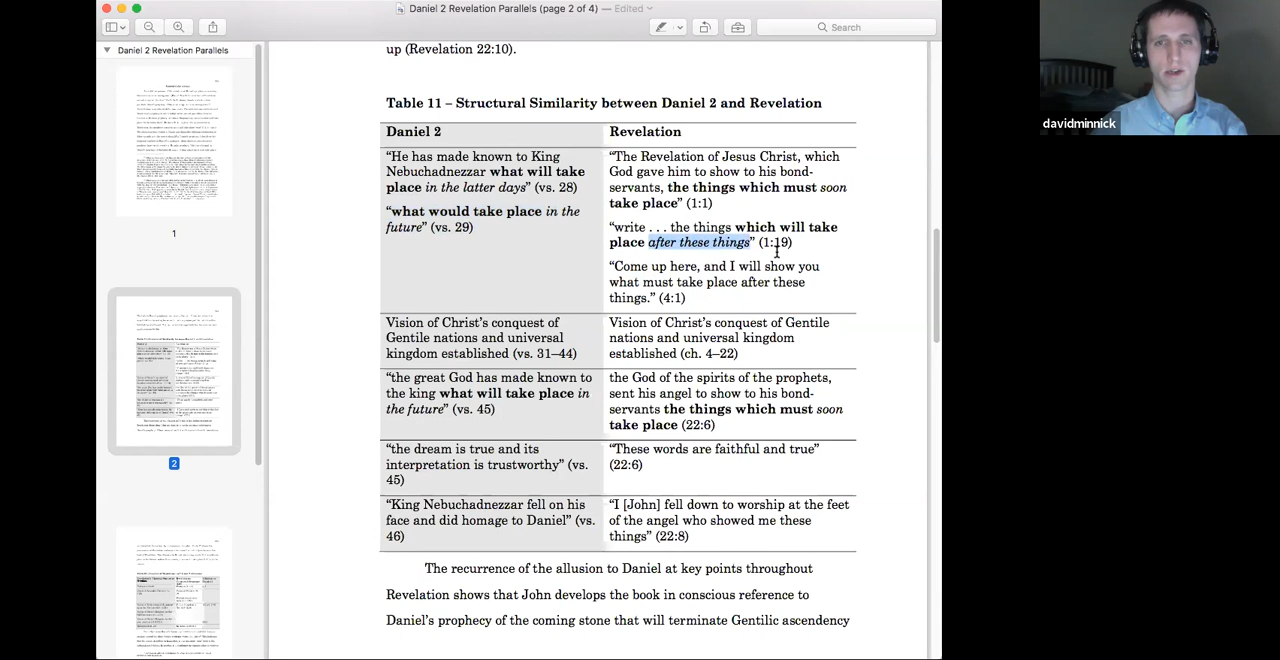 Daniel 2 Revelation Parallels (page 2 of 4) — Edited
Search
Daniel 2 Revelation Parallels
1
2
davidminnick
up (Revelation 22:10).
Table 11 – Structural Similarity between Daniel 2 and Revelation
Daniel 2
Revelation
“He has made known to King
Nebuchadnezzar what will take
place in the latter days” (vs. 28)
“what would take place in the
future” (vs. 29)
“The revelation of Jesus Christ, which
God gave him to show to his bond-
servants, the things which must soon
take place” (1:1)
“write . . . the things which will take
place after these things” (1:19)
“Come up here, and I will show you
what must take place after these
things.” (4:1)
Vision of Christ’s conquest of
Gentile nations and universal
kingdom established (vs. 31–44)
Vision of Christ’s conquest of Gentile
nations and universal kingdom
established (ch. 4–22)
“the great God has made known to
the king what will take place in
the future” (vs. 45)
“the God of the spirits of the prophets,
sent his angel to show to his bond-
servants the things which must soon
take place (22:6)
“the dream is true and its
interpretation is trustworthy” (vs.
45)
“These words are faithful and true”
(22:6)
“King Nebuchadnezzar fell on his
face and did homage to Daniel” (vs.
46)
“I [John] fell down to worship at the feet
of the angel who showed me these
things” (22:8)
The recurrence of the allusion to Daniel at key points throughout
Revelation shows that John penned his book in conscious reference to
Daniel’s prophecy of the coming stone that will terminate Gentile ascendency